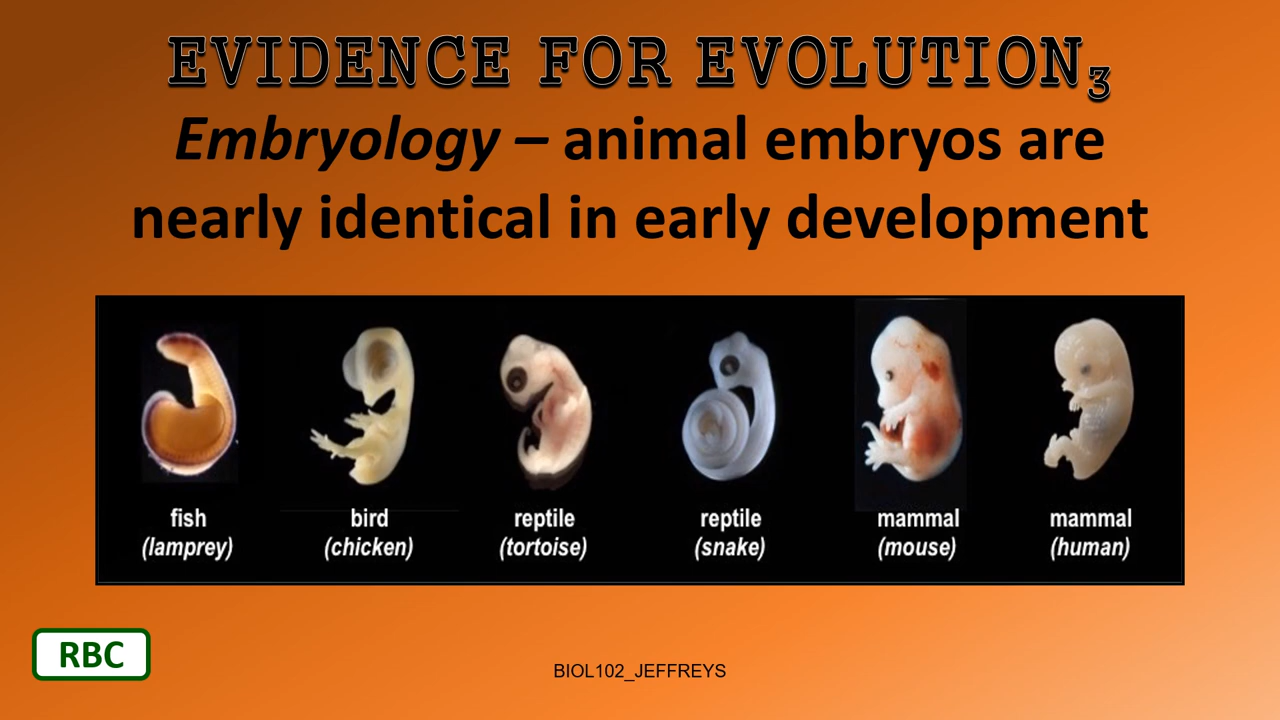 EVIDENCE FOR EVOLUTION₃
Embryology – animal embryos are
nearly identical in early development
fish
(lamprey)
bird
(chicken)
reptile
(tortoise)
reptile
(snake)
mammal
(mouse)
mammal
(human)
RBC
BIOL102_JEFFREYS